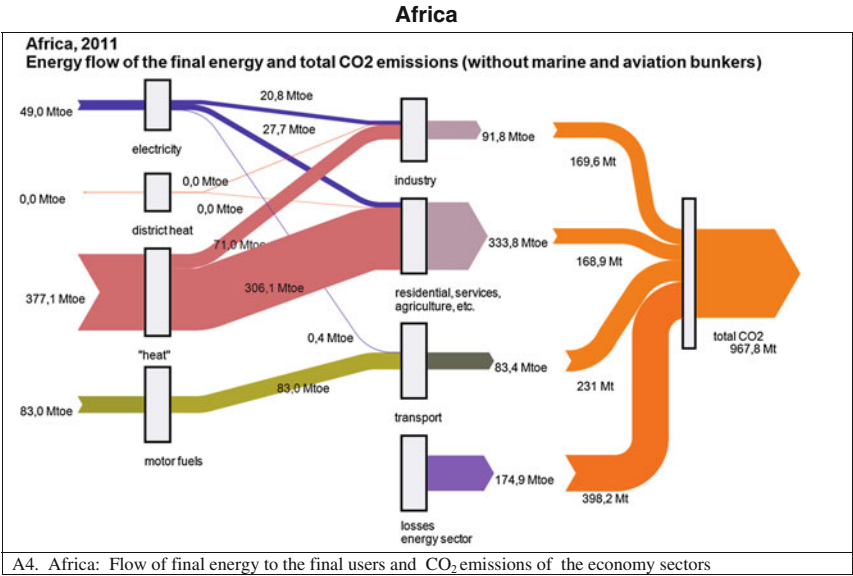 Africa
Africa, 2011
Energy flow of the final energy and total CO2 emissions (without marine and aviation bunkers)
49,0 Mtoe
20,8 Mtoe
27,7 Mtoe
electricity
91,8 Mtoe
industry
169,6 Mt
0,0 Mtoe
0,0 Mtoe
0,0 Mtoe
district heat
71,0 Mtoe
333,8 Mtoe
168,9 Mt
377,1 Mtoe
306,1 Mtoe
residential, services,
agriculture, etc.
"heat"
0,4 Mtoe
total CO2
967,8 Mt
83,0 Mtoe
83,0 Mtoe
83,4 Mtoe
231 Mt
transport
motor fuels
174,9 Mtoe
398,2 Mt
losses
energy sector
A4. Africa: Flow of final energy to the final users and CO2 emissions of the economy sectors